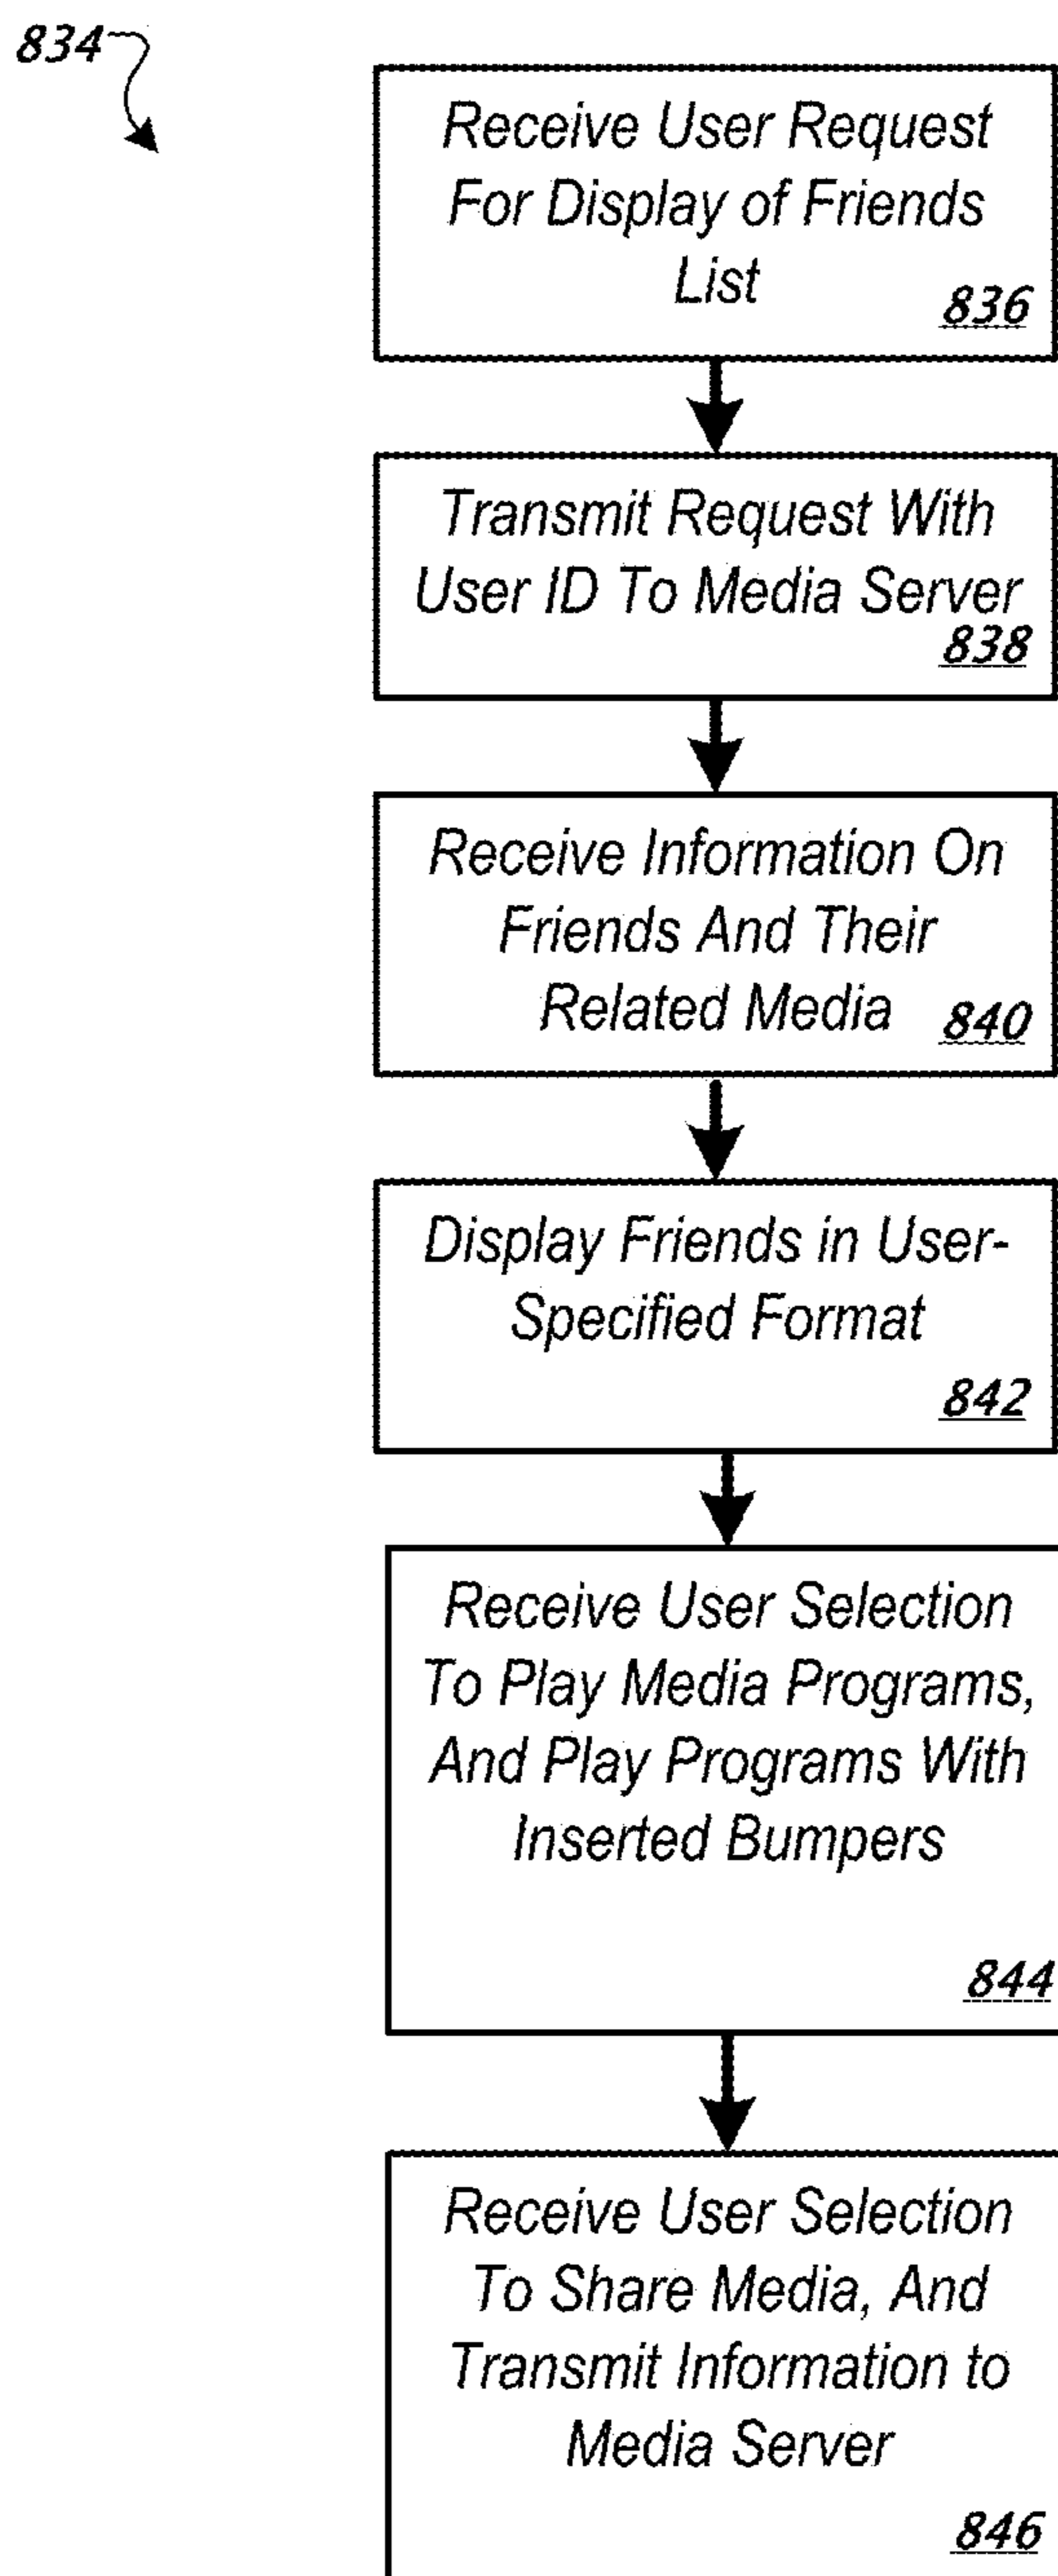 834
Receive User Request
For Display of Friends
List
836
Transmit Request With
User ID To Media Server
838
Receive Information On
Friends And Their
Related Media
840
Display Friends in User-
Specified Format
842
Receive User Selection
To Play Media Programs,
And Play Programs With
Inserted Bumpers
844
Receive User Selection
To Share Media, And
Transmit Information to
Media Server
846